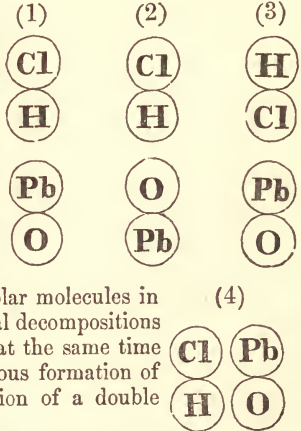 (1) (2) (3)
Cl Cl H
H H Cl
Pb O Pb
O Pb O
lar molecules in (4)
l decompositions
at the same time Cl Pb
ous formation of
ion of a double H O